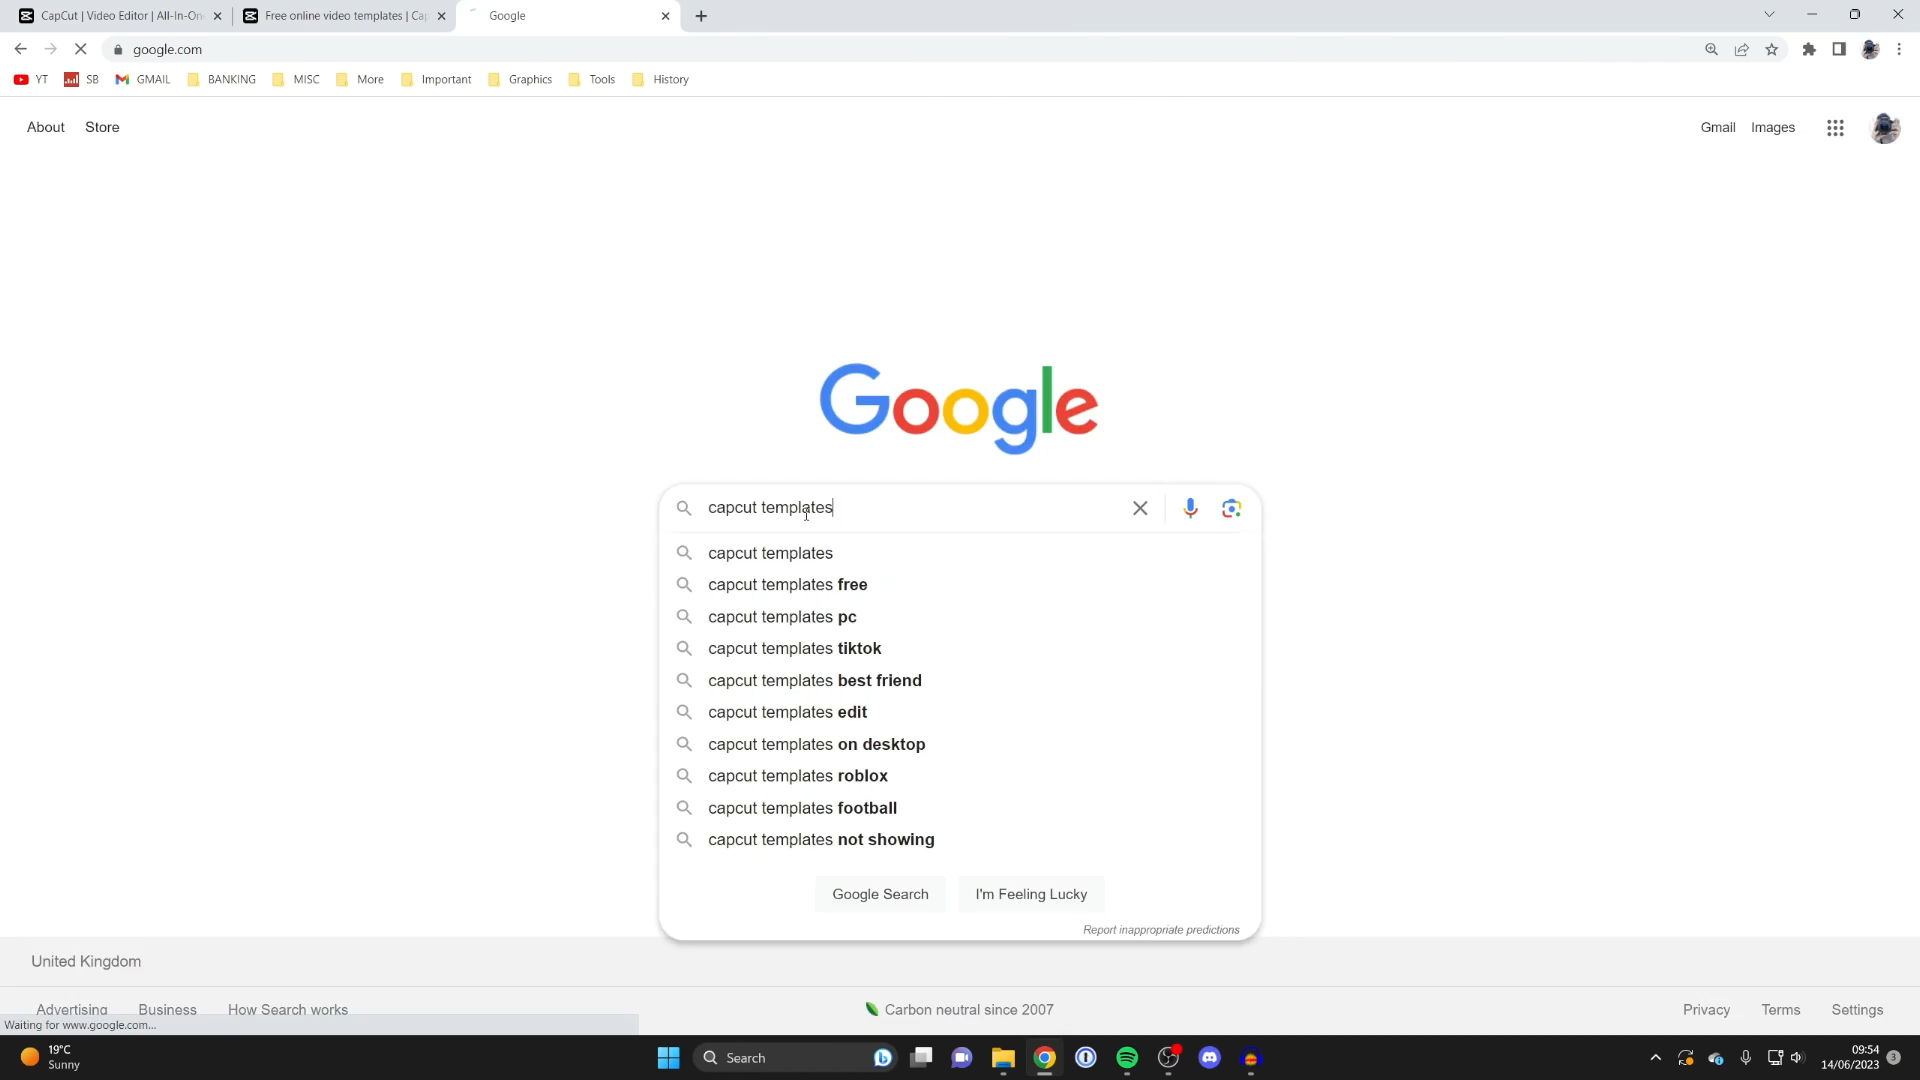 CapCut | Video Editor | All-In-On
Free online video templates | Cap
Google
google.com
YT
SB
GMAIL
BANKING
MISC
More
Important
Graphics
Tools
History
About
Store
Gmail
Images
Google
capcut templates
capcut templates
capcut templates free
capcut templates pc
capcut templates tiktok
capcut templates best friend
capcut templates edit
capcut templates on desktop
capcut templates roblox
capcut templates football
capcut templates not showing
Google Search
I'm Feeling Lucky
Report inappropriate predictions
United Kingdom
Advertising
Business
How Search works
Carbon neutral since 2007
Privacy
Terms
Settings
Waiting for www.google.com...
19°C
Sunny
Search
09:54
14/06/2023
3